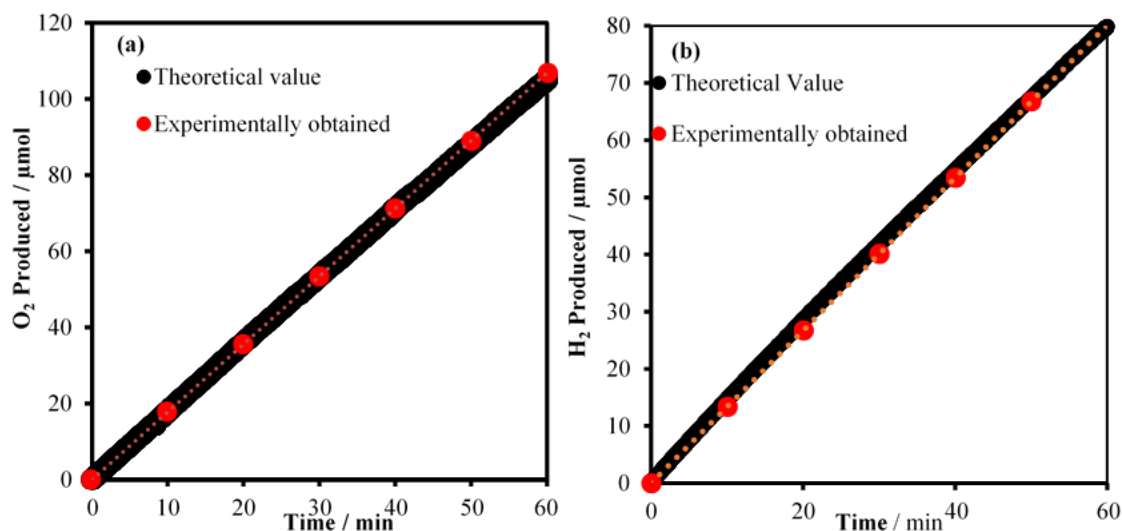 (a)
Theoretical value
Experimentally obtained
O₂ Produced / µmol
120
100
80
60
40
20
0
0 10 20 30 40 50 60
Time / min
(b)
Theoretical Value
Experimentally obtained
H₂ Produced / µmol
80
70
60
50
40
30
20
10
0
0 20 40 60
Time / min